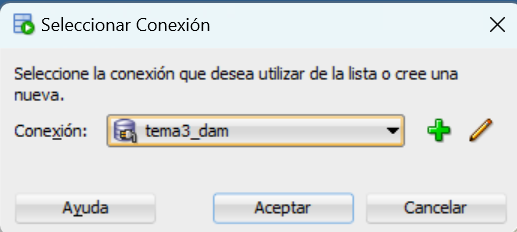 Seleccionar Conexión
Seleccione la conexión que desea utilizar de la lista o cree una
nueva.
Conexión: tema3_dam
Ayuda Aceptar Cancelar